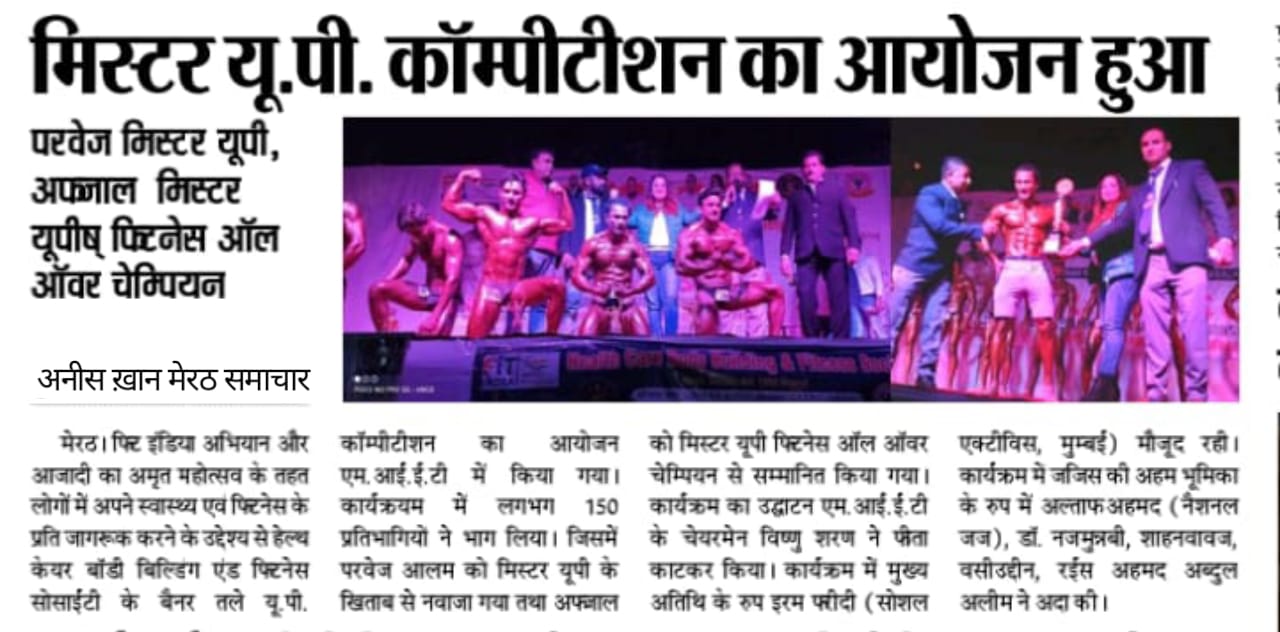 मिस्टर यू.पी. कॉम्पीटीशन का आयोजन हुआ
परवेज मिस्टर यूपी,
अफ्जाल मिस्टर
यूपीष् फ्टिनेस ऑल
ऑवर चेम्पियन
अनीस ख़ान मेरठ समाचार
मेरठ। फ्टि इंडिया अभियान और
आजादी का अमृत महोत्सव के तहत
लोगों में अपने स्वास्थ्य एवं फ्टिनेस के
प्रति जागरूक करने के उद्देश्य से हेल्थ
केयर बॉडी बिल्डिंग एंड फ्टिनेस
सोसाईटी के बैनर तले यू.पी.
कॉम्पीटीशन का आयोजन
एम.आई.ई.टी में किया गया।
कार्यक्रयम में लगभग 150
प्रतिभागियों ने भाग लिया। जिसमें
परवेज आलम को मिस्टर यूपी के
खिताब से नवाजा गया तथा अफ्जाल
को मिस्टर यूपी फ्टिनेस ऑल ऑवर
चेम्पियन से सम्मानित किया गया।
कार्यक्रम का उद्घाटन एम.आई.ई.टी
के चेयरमेन विष्णु शरण ने फीता
काटकर किया। कार्यक्रम में मुख्य
अतिथि के रुप इरम फरीदी (सोशल
एक्टीविस, मुम्बई) मौजूद रही।
कार्यक्रम में जजिस की अहम भूमिका
के रुप में अल्ताफ अहमद (नैशनल
जज), डॉ. नजमुन्नबी, शाहनवावज,
वसीउद्दीन, रईस अहमद अब्दुल
अलीम ने अदा की।